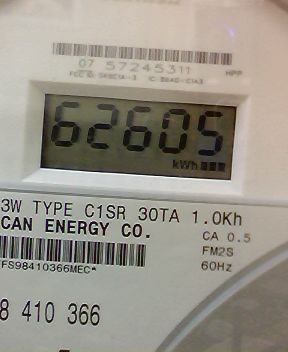 07 57245311
HPP
62605
kWh
3W TYPE C1SR 30TA 1.0Kh
CAN ENERGY CO.
CA 0.5
FM2S
FS98410366MEC*
60Hz
8 410 366